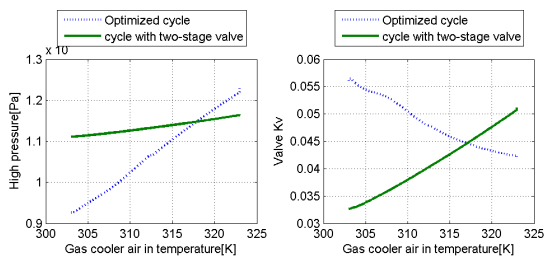 Optimized cycle
cycle with two-stage valve
x 10
1.3
1.2
1.1
1
0.9
300 305 310 315 320 325
High pressure[Pa]
Gas cooler air in temperature[K]
Optimized cycle
cycle with two-stage valve
0.06
0.055
0.05
0.045
0.04
0.035
0.03
300 305 310 315 320 325
Valve Kv
Gas cooler air in temperature[K]